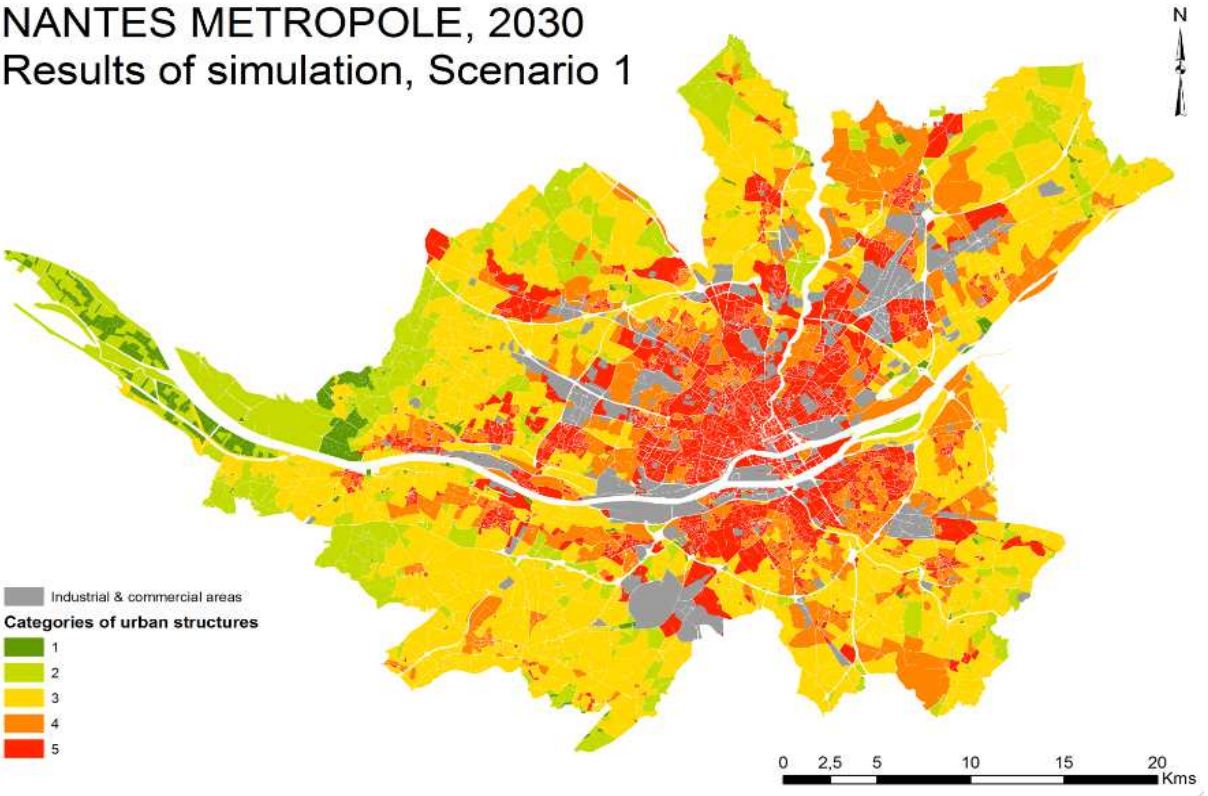 NANTES METROPOLE, 2030
Results of simulation, Scenario 1
N
Industrial & commercial areas
Categories of urban structures
1
2
3
4
5
0 2,5 5 10 15 20
Kms